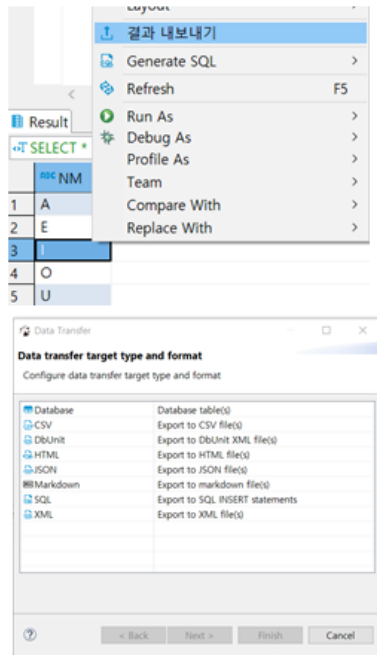 Layout
결과 내보내기
Generate SQL
Refresh F5
Run As
Debug As
Profile As
Team
Compare With
Replace With
Result
SELECT *
ABC NM
1 A
2 E
3 I
4 O
5 U
Data Transfer
Data transfer target type and format
Configure data transfer target type and format
Database Database table(s)
CSV Export to CSV file(s)
DbUnit Export to DbUnit XML file(s)
HTML Export to HTML file(s)
JSON Export to JSON file(s)
Markdown Export to markdown file(s)
SQL Export to SQL INSERT statements
XML Export to XML file(s)
< Back Next > Finish Cancel